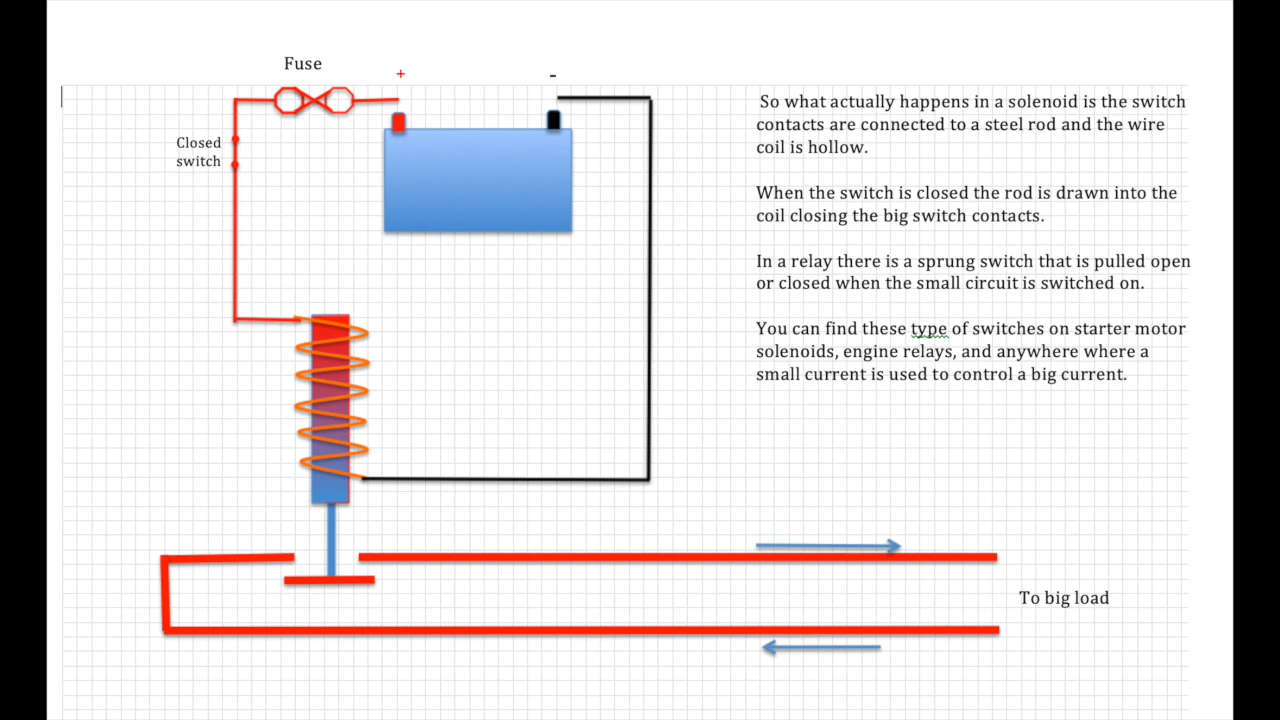 Fuse
+
-
Closed
switch
So what actually happens in a solenoid is the switch
contacts are connected to a steel rod and the wire
coil is hollow.
When the switch is closed the rod is drawn into the
coil closing the big switch contacts.
In a relay there is a sprung switch that is pulled open
or closed when the small circuit is switched on.
You can find these type of switches on starter motor
solenoids, engine relays, and anywhere where a
small current is used to control a big current.
To big load